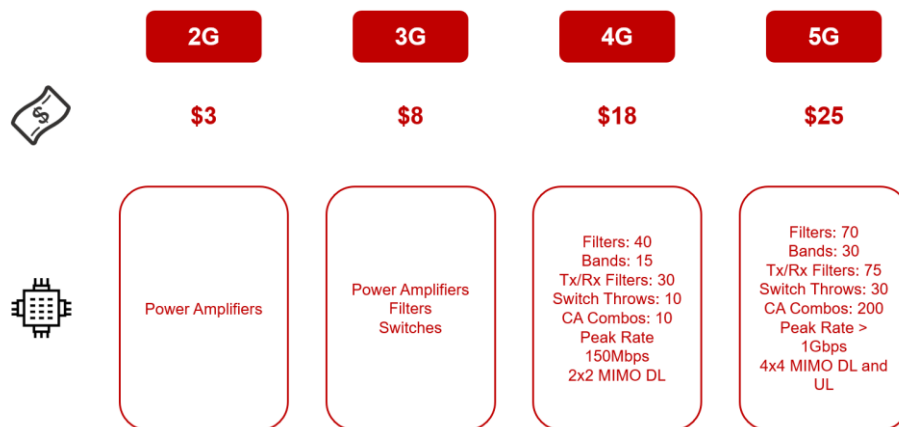 2G
3G
4G
5G
$3
$8
$18
$25
Power Amplifiers
Power Amplifiers
Filters
Switches
Filters: 40
Bands: 15
Tx/Rx Filters: 30
Switch Throws: 10
CA Combos: 10
Peak Rate
150Mbps
2x2 MIMO DL
Filters: 70
Bands: 30
Tx/Rx Filters: 75
Switch Throws: 30
CA Combos: 200
Peak Rate >
1Gbps
4x4 MIMO DL and
UL